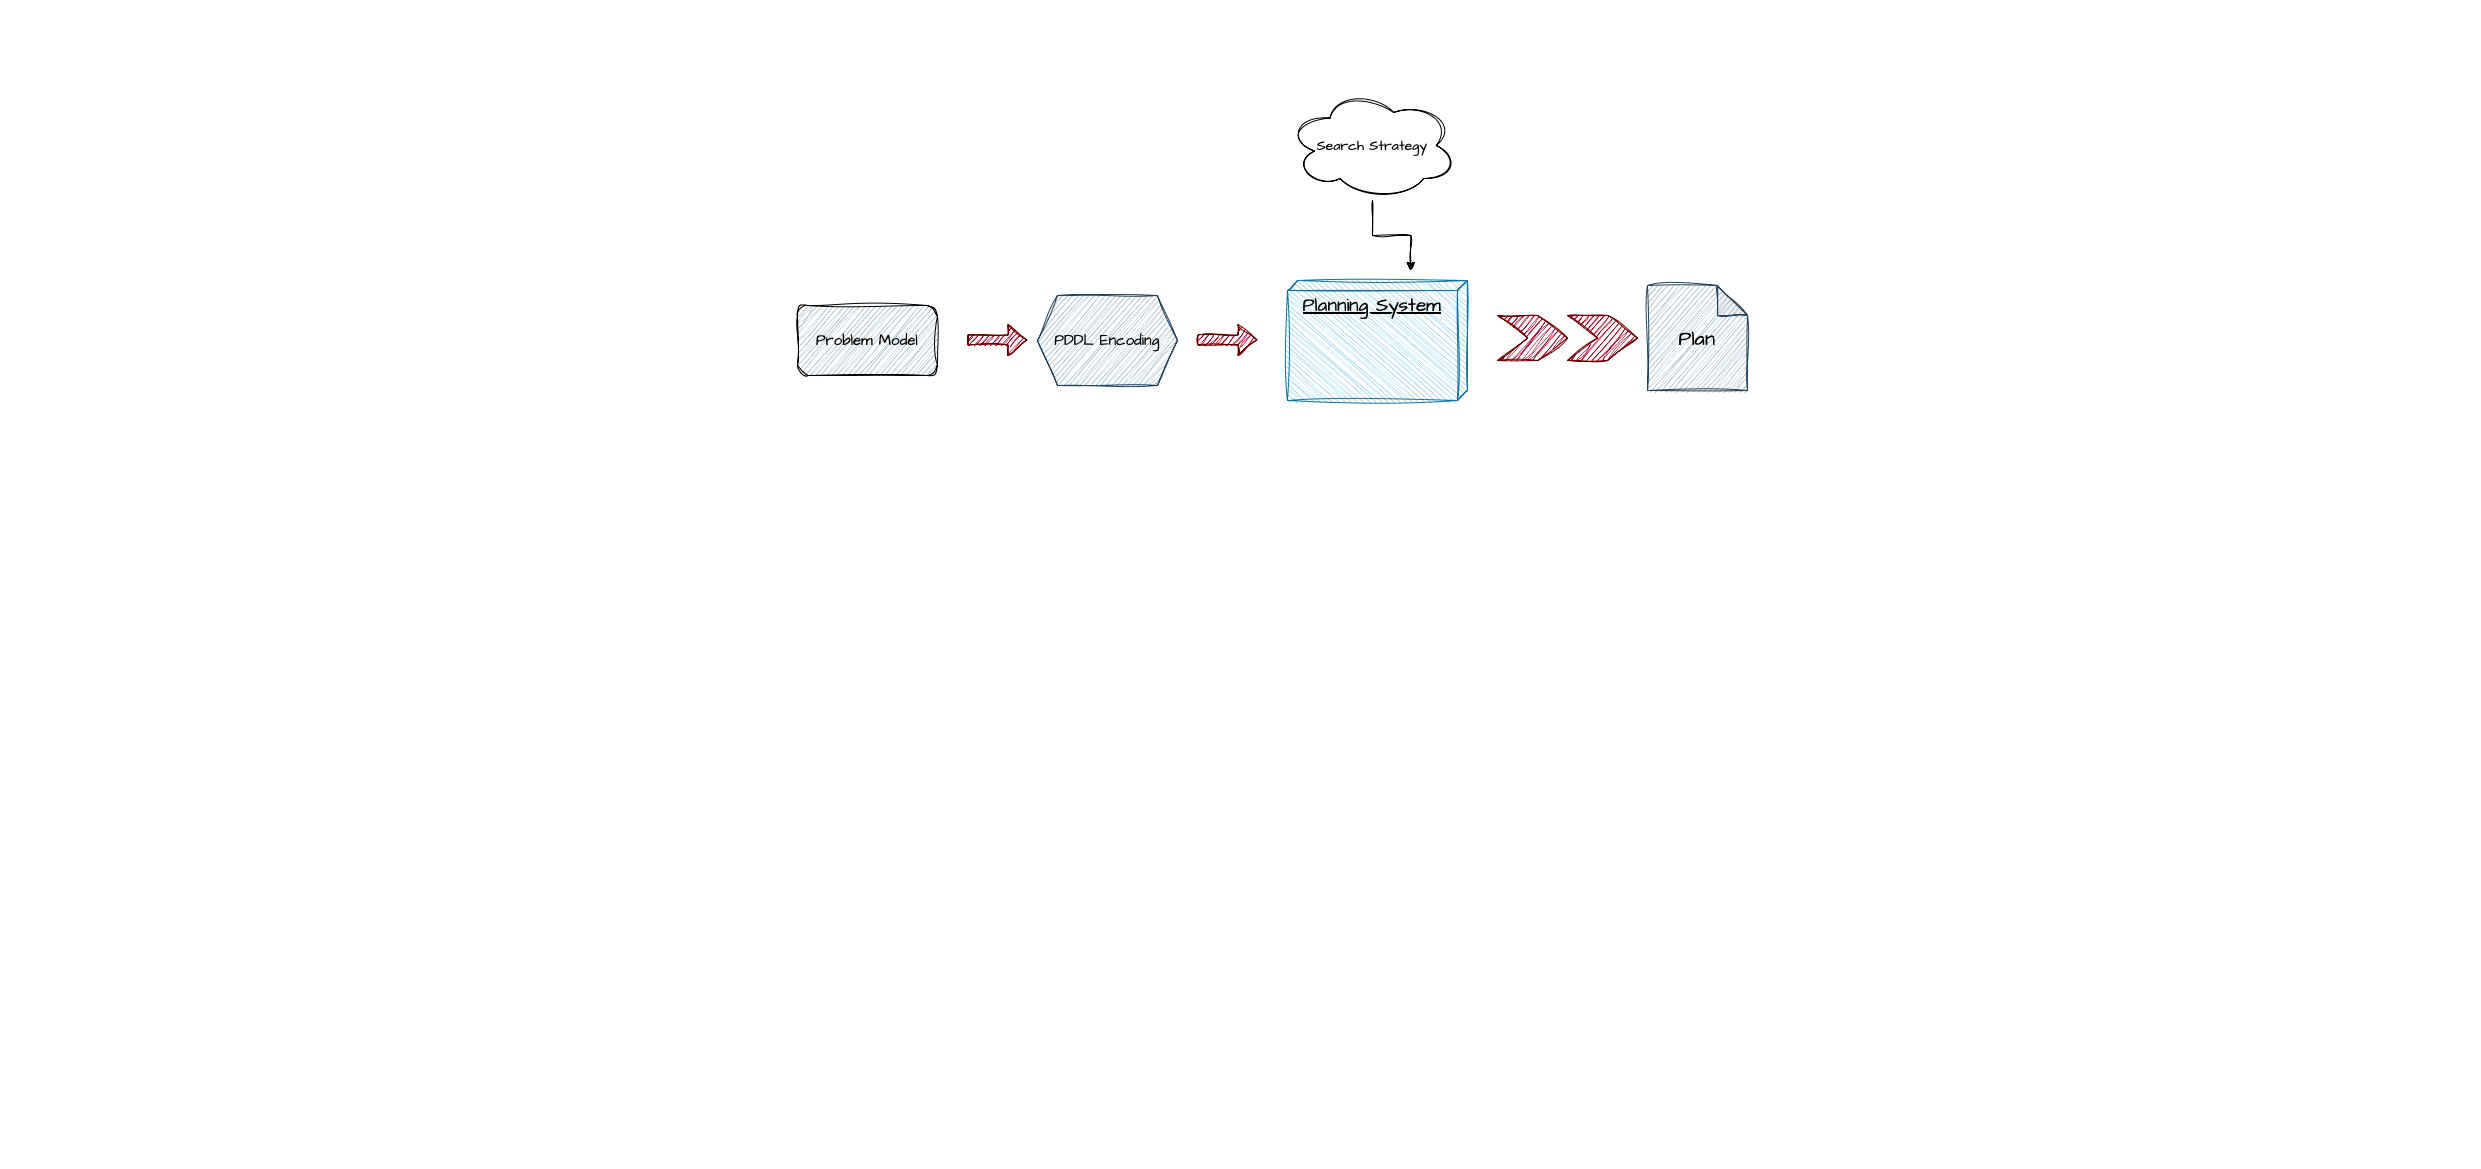 Search Strategy
Planning System
Problem Model
PDDL Encoding
Plan